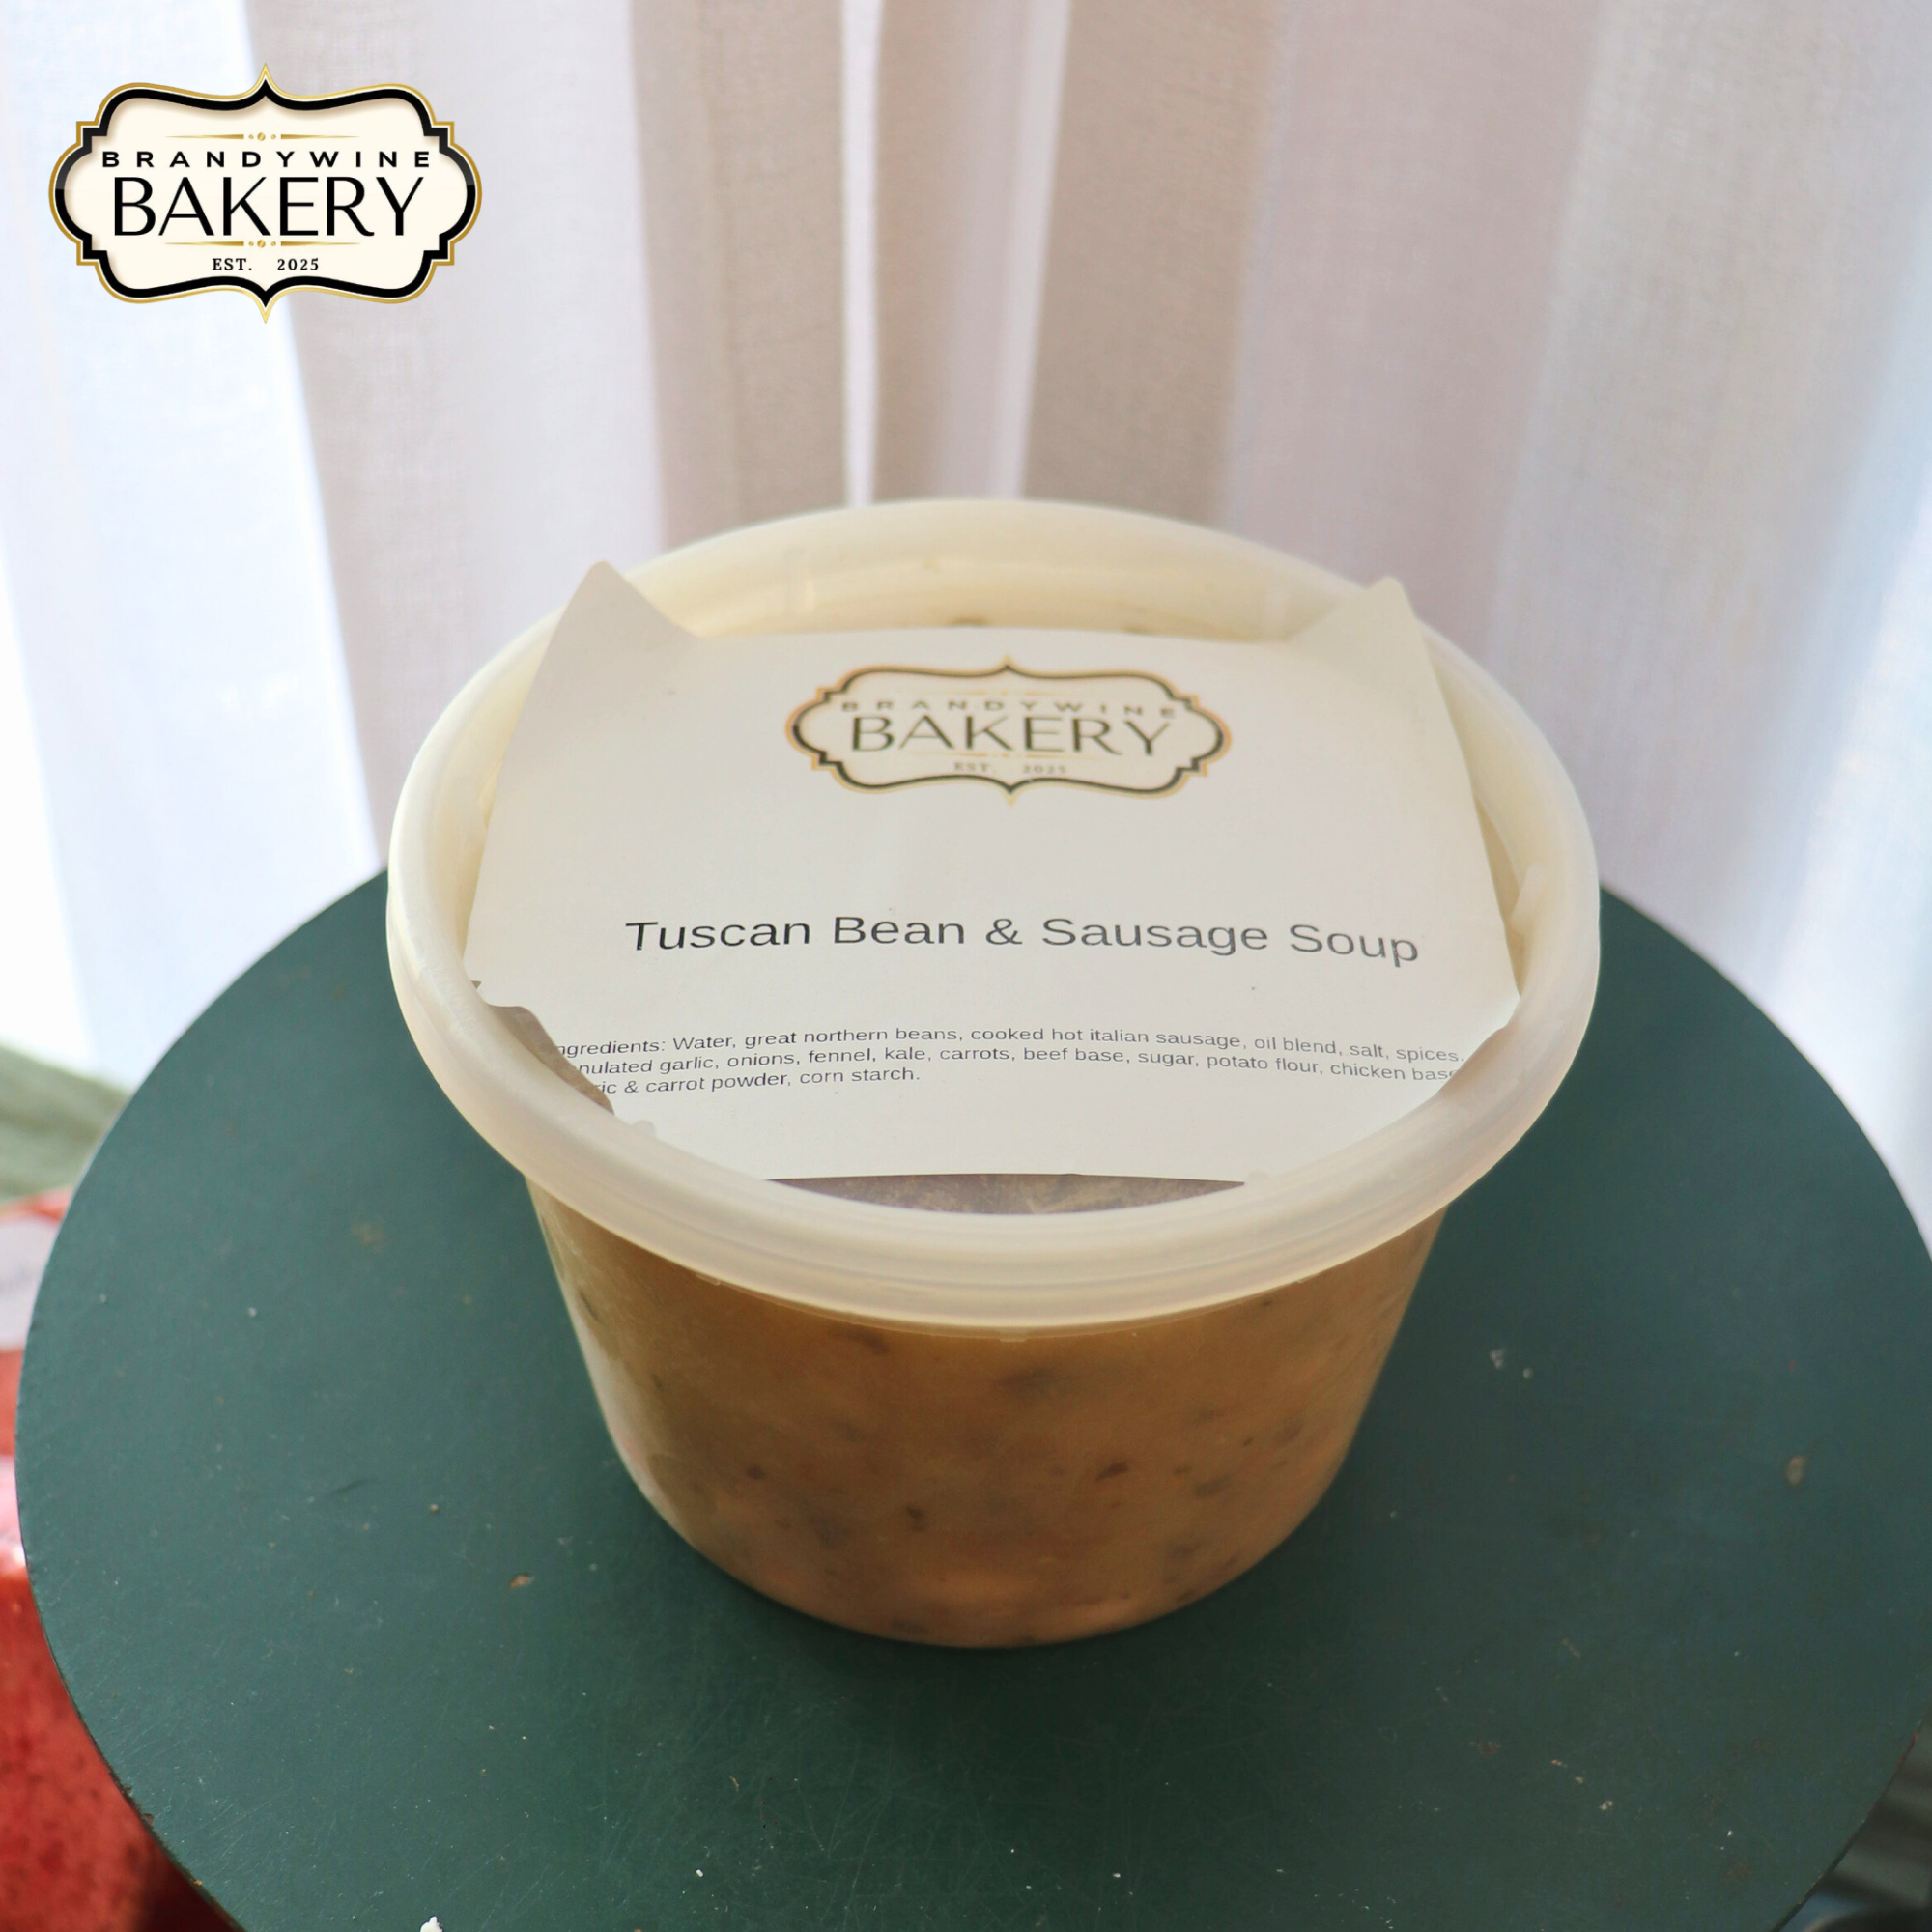 BRANDYWINE
BAKERY
EST. 2025
BRANDYWINE
BAKERY
EST. 2025
Tuscan Bean & Sausage Soup
ngredients: Water, great northern beans, cooked hot italian sausage, oil blend, salt, spices.
nulated garlic, onions, fennel, kale, carrots, beef base, sugar, potato flour, chicken base
ric & carrot powder, corn starch.